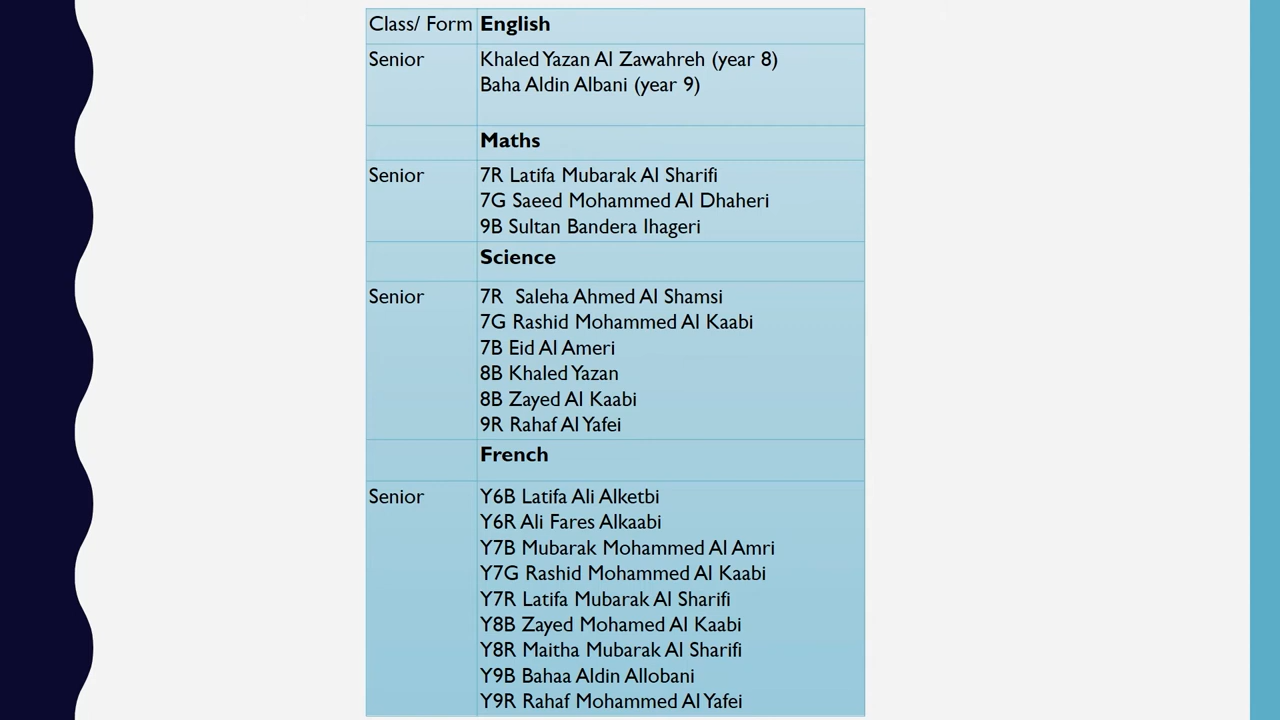 Class/ Form English
Senior Khaled Yazan Al Zawahreh (year 8)
Baha Aldin Albani (year 9)
Maths
Senior 7R Latifa Mubarak Al Sharifi
7G Saeed Mohammed Al Dhaheri
9B Sultan Bandera Ihageri
Science
Senior 7R Saleha Ahmed Al Shamsi
7G Rashid Mohammed Al Kaabi
7B Eid Al Ameri
8B Khaled Yazan
8B Zayed Al Kaabi
9R Rahaf Al Yafei
French
Senior Y6B Latifa Ali Alketbi
Y6R Ali Fares Alkaabi
Y7B Mubarak Mohammed Al Amri
Y7G Rashid Mohammed Al Kaabi
Y7R Latifa Mubarak Al Sharifi
Y8B Zayed Mohamed Al Kaabi
Y8R Maitha Mubarak Al Sharifi
Y9B Bahaa Aldin Allobani
Y9R Rahaf Mohammed Al Yafei